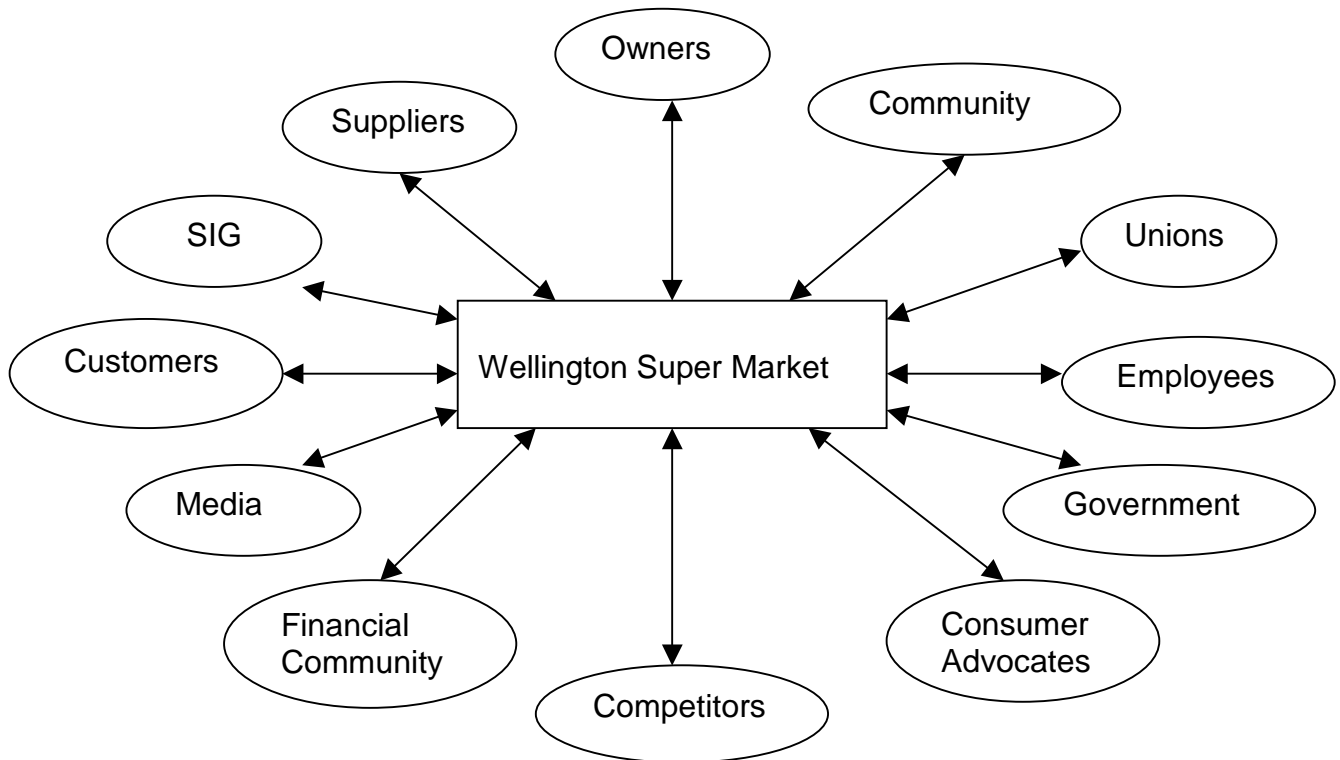 Owners
Community
Suppliers
SIG
Unions
Customers
Wellington Super Market
Employees
Media
Government
Financial
Community
Consumer
Advocates
Competitors